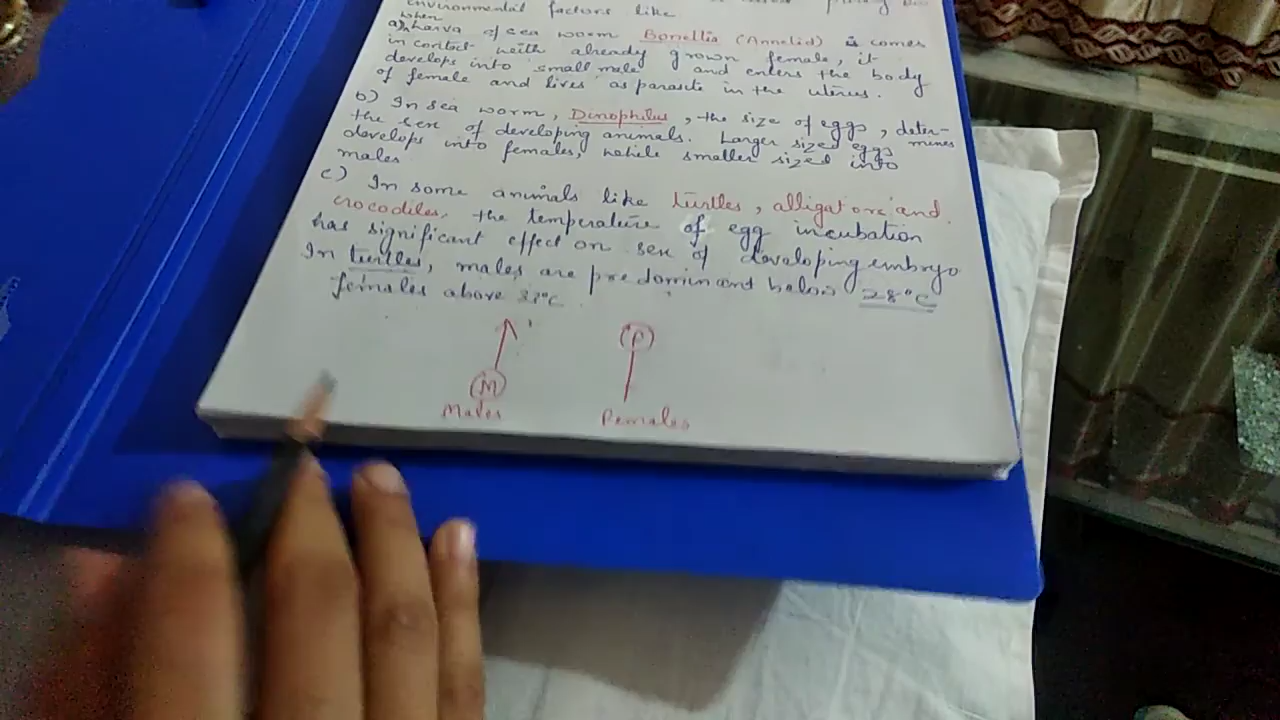 environmental factors like
when
a) Larva of sea worm Bonellia (Annelid) is comes
in contact with already grown female, it
develops into small male and enters the body
of female and lives as parasite in the uterus.
b) In sea worm, Dinophilus, the size of eggs, deter-
the sex of developing animals. Larger sized eggs mines
develops into females, while smaller sized into
males
c) In some animals like turtles, alligators and
crocodiles, the temperature of egg incubation
has significant effect on sex of developing embryo
In turtles, males are predominant below 28°C
females above °C.
M
Males
F
Females